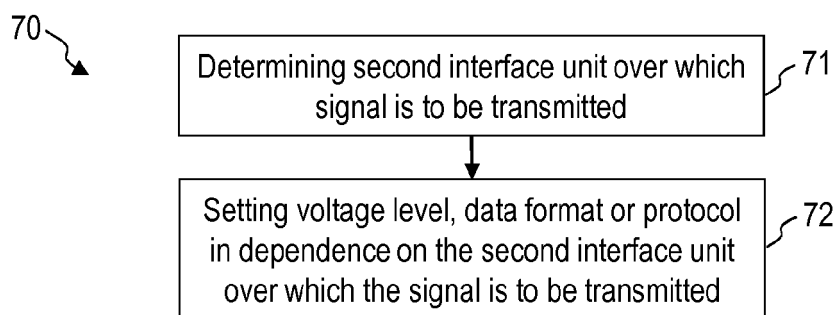 70
Determining second interface unit over which
signal is to be transmitted
71
Setting voltage level, data format or protocol
in dependence on the second interface unit
over which the signal is to be transmitted
72